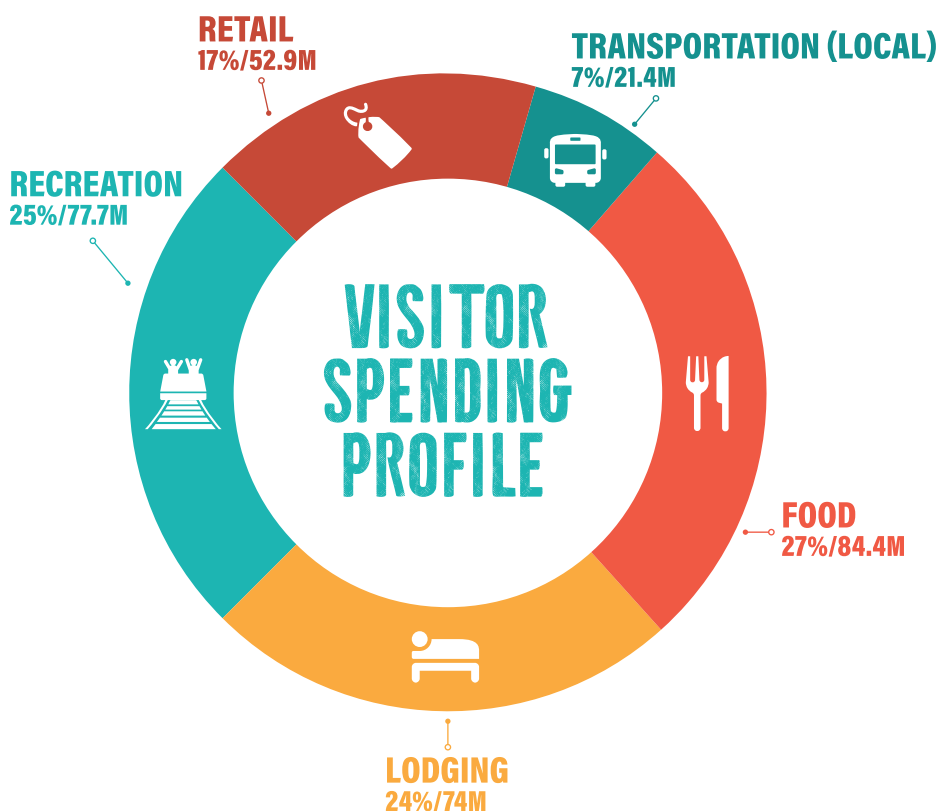 RETAIL
17%/52.9M
TRANSPORTATION (LOCAL)
7%/21.4M
RECREATION
25%/77.7M
VISITOR
SPENDING
PROFILE
FOOD
27%/84.4M
LODGING
24%/74M